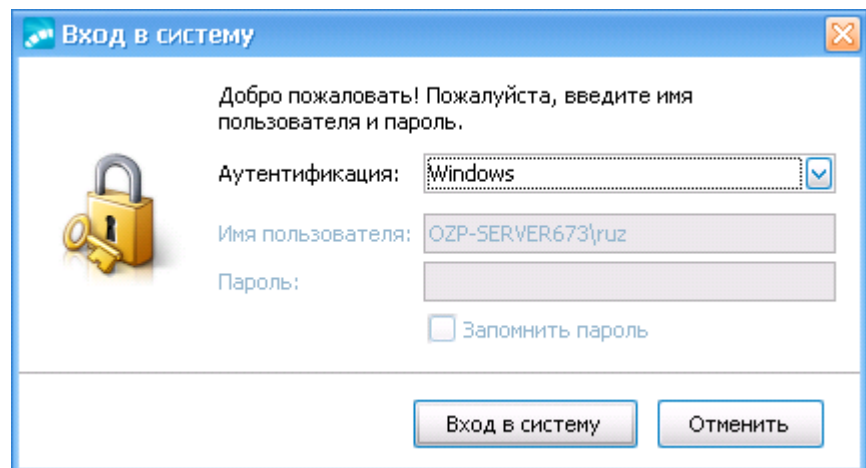 Вход в систему
Добро пожаловать! Пожалуйста, введите имя
пользователя и пароль.
Аутентификация: Windows
Имя пользователя: OZP-SERVER673\ruz
Пароль:
Запомнить пароль
Вход в систему Отменить